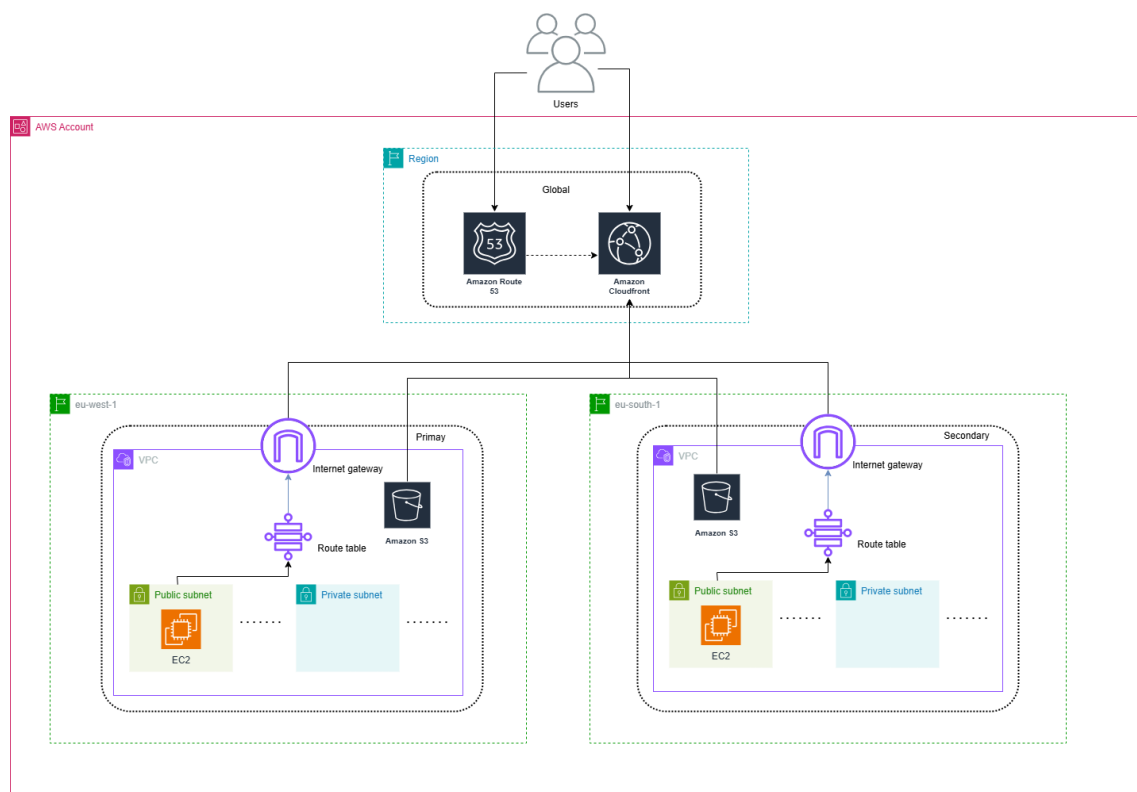 Users
AWS Account
Region
Global
53
Amazon Route
53
Amazon
Cloudfront
eu-west-1
Primay
VPC
Internet gateway
Amazon S3
Route table
Public subnet
EC2
.......
Private subnet
.......
eu-south-1
Secondary
VPC
Internet gateway
Amazon S3
Route table
Public subnet
EC2
.......
Private subnet
.......